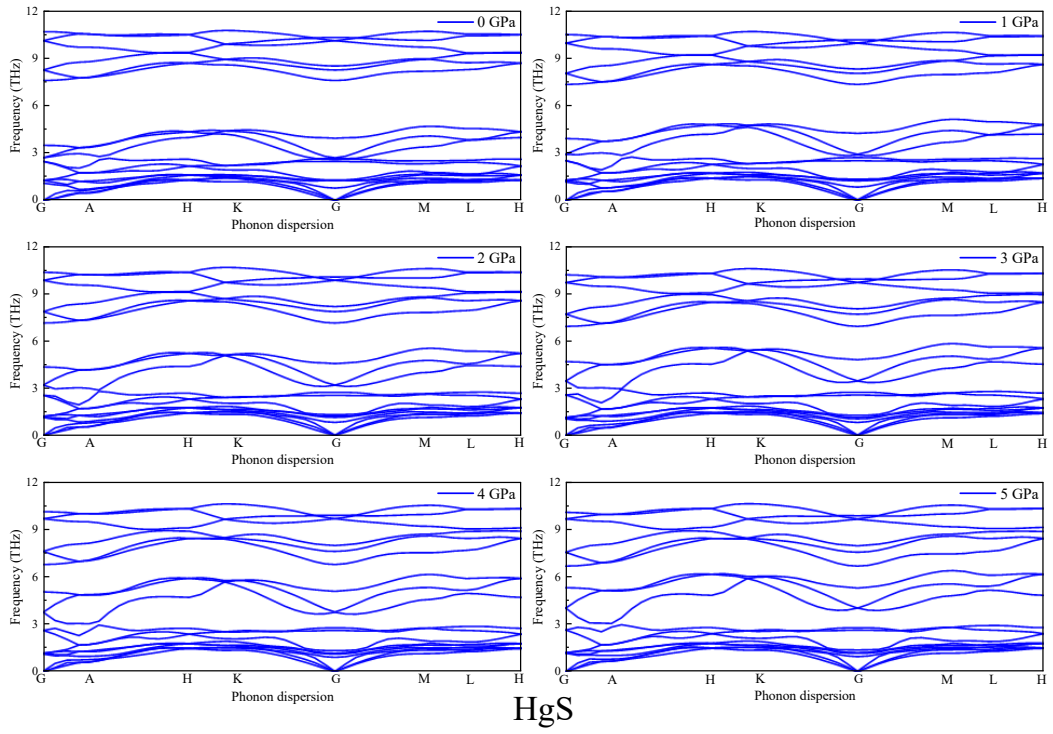 12
9
6
3
0
Frequency (THz)
0 GPa
G A H K G M L H
Phonon dispersion
12
9
6
3
0
Frequency (THz)
1 GPa
G A H K G M L H
Phonon dispersion
12
9
6
3
0
Frequency (THz)
2 GPa
G A H K G M L H
Phonon dispersion
12
9
6
3
0
Frequency (THz)
3 GPa
G A H K G M L H
Phonon dispersion
12
9
6
3
0
Frequency (THz)
4 GPa
G A H K G M L H
Phonon dispersion
12
9
6
3
0
Frequency (THz)
5 GPa
G A H K G M L H
Phonon dispersion
HgS